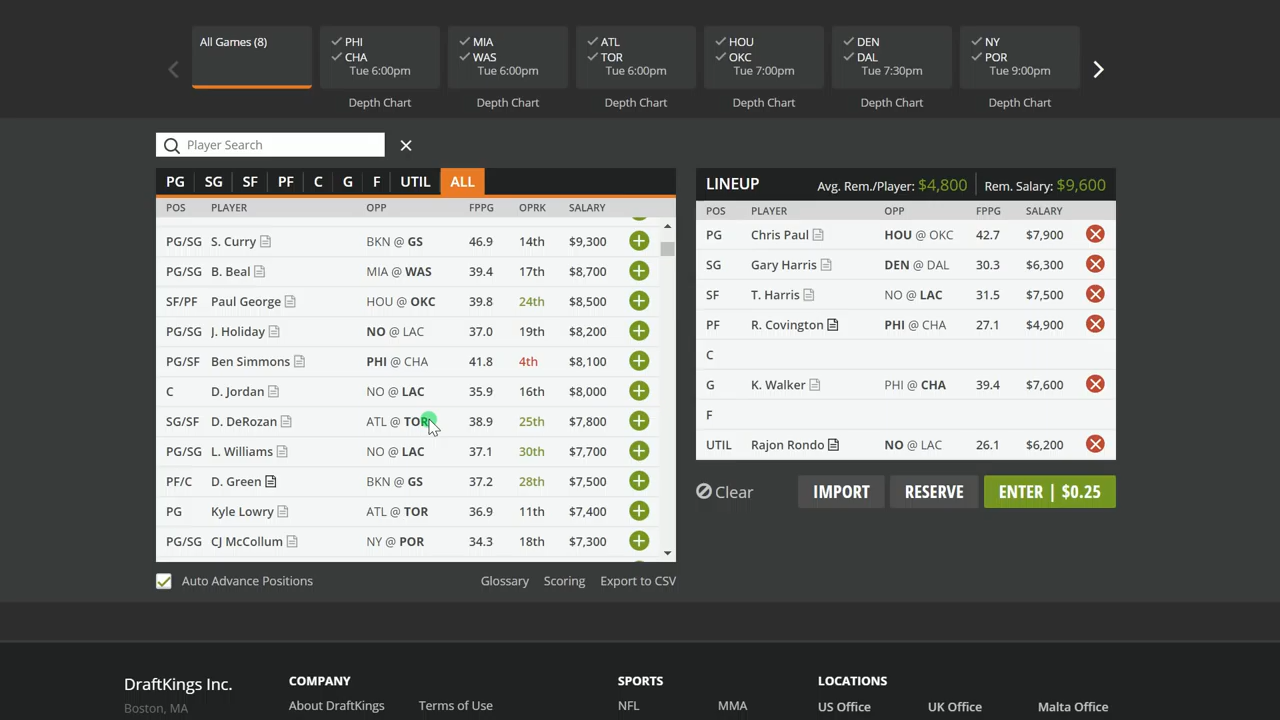 All Games (8)
PHI
CHA
Tue 6:00pm
MIA
WAS
Tue 6:00pm
ATL
TOR
Tue 6:00pm
HOU
OKC
Tue 7:00pm
DEN
DAL
Tue 7:30pm
NY
POR
Tue 9:00pm
Depth Chart Depth Chart Depth Chart Depth Chart Depth Chart Depth Chart
Player Search
PG SG SF PF C G F UTIL ALL
POS PLAYER OPP FPPG OPRK SALARY
PG/SG S. Curry BKN @ GS 46.9 14th $9,300
PG/SG B. Beal MIA @ WAS 39.4 17th $8,700
SF/PF Paul George HOU @ OKC 39.8 24th $8,500
PG/SG J. Holiday NO @ LAC 37.0 19th $8,200
PG/SF Ben Simmons PHI @ CHA 41.8 4th $8,100
C D. Jordan NO @ LAC 35.9 16th $8,000
SG/SF D. DeRozan ATL @ TOR 38.9 25th $7,800
PG/SG L. Williams NO @ LAC 37.1 30th $7,700
PF/C D. Green BKN @ GS 37.2 28th $7,500
PG Kyle Lowry ATL @ TOR 36.9 11th $7,400
PG/SG CJ McCollum NY @ POR 34.3 18th $7,300
Auto Advance Positions Glossary Scoring Export to CSV
LINEUP Avg. Rem./Player: $4,800 Rem. Salary: $9,600
POS PLAYER OPP FPPG SALARY
PG Chris Paul HOU @ OKC 42.7 $7,900
SG Gary Harris DEN @ DAL 30.3 $6,300
SF T. Harris NO @ LAC 31.5 $7,500
PF R. Covington PHI @ CHA 27.1 $4,900
C
G K. Walker PHI @ CHA 39.4 $7,600
F
UTIL Rajon Rondo NO @ LAC 26.1 $6,200
Clear IMPORT RESERVE ENTER | $0.25
DraftKings Inc.
Boston, MA
COMPANY
About DraftKings Terms of Use
SPORTS
NFL MMA
LOCATIONS
US Office UK Office Malta Office